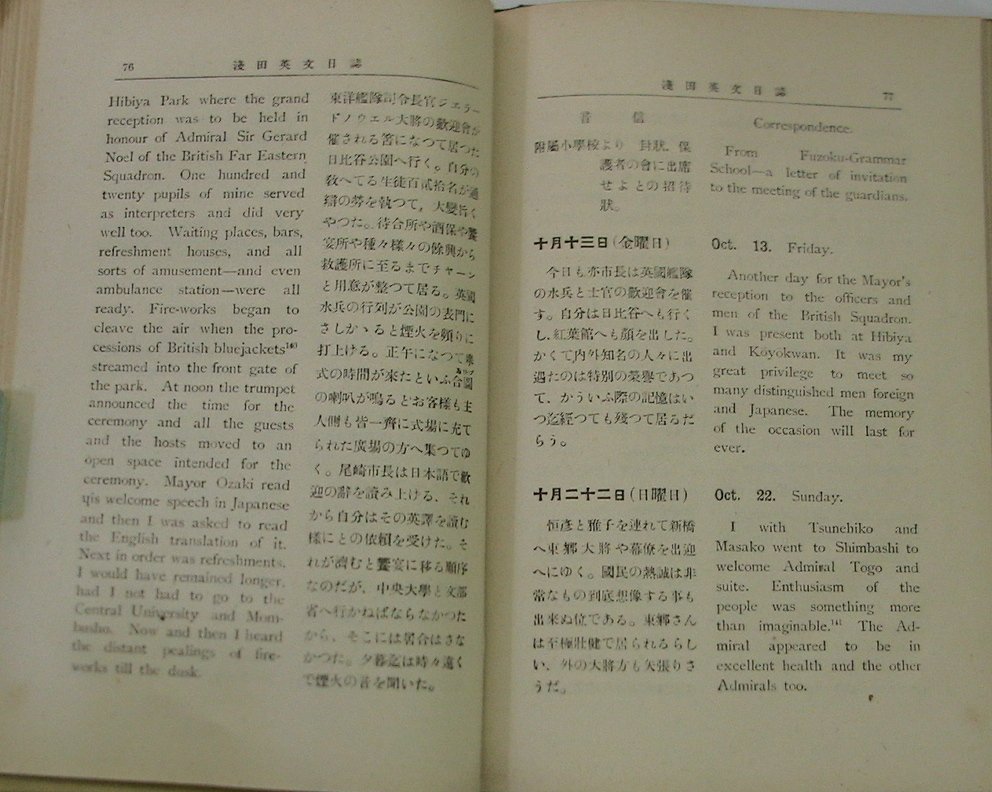 76
淺田英文日誌
Hibiya Park where the grand
reception was to be held in
honour of Admiral Sir Gerard
Noel of the British Far Eastern
Squadron. One hundred and
twenty pupils of mine served
as interpreters and did very
well too. Waiting places, bars,
refreshment houses, and all
sorts of amusement—and even
ambulance station—were all
ready. Fire-works began to
cleave the air when the pro-
cessions of British bluejackets
streamed into the front gate of
the park. At noon the trumpet
announced the time for the
ceremony and all the guests
and the hosts moved to an
open space intended for the
ceremony. Mayor Ozaki read
his welcome speech in Japanese
and then I was asked to read
the English translation of it.
Next in order was refreshments.
I would have remained longer,
had I not had to go to the
Central University and Mom-
busho. Now and then I heard
the distant pealings of fire-
works till the dusk.
東洋艦隊司令長官ジェラー
ドノウエル大將の歡迎會が
催される筈になつて居つた
日比谷公園へ行く。自分の
敎へてる生徒百貳拾名が通
譯の勞を執つて，大變旨く
やつた。待合所や酒保や饗
宴所や種々樣々の餘興から
救護所に至るまでチャーン
と用意が整つて居る。英國
水兵の行列が公園の表門に
さしかゝると煙火を頻りに
打上げる。正午になつて
式の時間が來たといふ合圖
の喇叭が鳴るとお客樣も主
人側も皆一齊に式場に充て
られた廣場の方へ集つてゆ
く。尾崎市長は日本語で歡
迎の辭を讀み上げる、それ
から自分はその英譯を讀む
樣にとの依賴を受けた。そ
れが濟むと饗宴に移る順序
なのだが、中央大學と文部
省へ行かねばならなかつた
から、そこには居合はさな
かつた。夕暮迄は時々遠く
で煙火の音を聞いた。
淺田英文日誌
77
音信
附屬小學校より 封狀、保
護者の會に出席
せよとの招待
狀。
Correspondence.
From Fuzoku-Grammar
School—a letter of invitation
to the meeting of the guardians.
十月十三日(金曜日)
今日も亦市長は英國艦隊
の水兵と士官の歡迎會を催
す。自分は日比谷へも行く
し、紅葉館へも顔を出した。
かくて內外知名の人々に出
遇たのは特別の榮譽であつ
て、かういふ際の記憶はい
つ迄經つても殘つて居るだ
らう。
Oct. 13. Friday.
Another day for the Mayor's
reception to the officers and
men of the British Squadron.
I was present both at Hibiya
and Kōyōkwan. It was my
great privilege to meet so
many distinguished men foreign
and Japanese. The memory
of the occasion will last for
ever.
十月二十二日(日曜日)
恒彥と雅子を連れて新橋
へ東鄕大將や幕僚を出迎
へにゆく。國民の熱誠は非
常なもの到底想像する事も
出來ぬ位である。東鄕さん
は至極壯健で居られるらし
い、外の大將方も矢張りさ
うだ。
Oct. 22. Sunday.
I with Tsunehiko and
Masako went to Shimbashi to
welcome Admiral Togo and
suite. Enthusiasm of the
people was something more
than imaginable.¹⁴¹ The Ad-
miral appeared to be in
excellent health and the other
Admirals too.